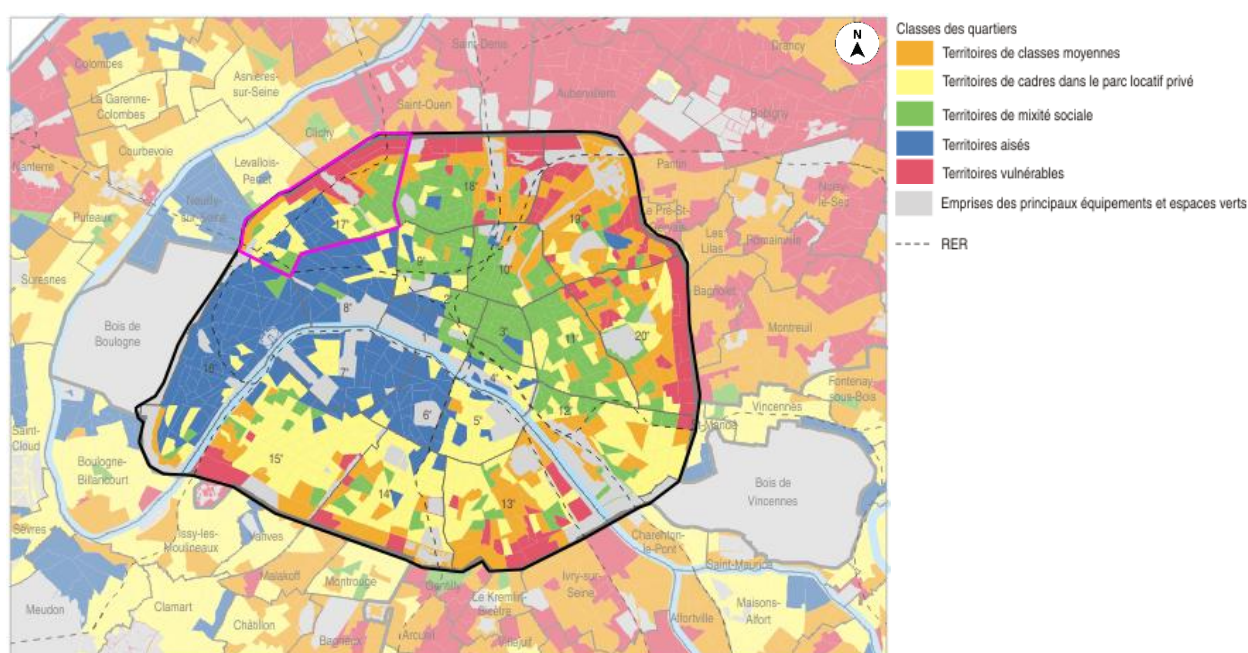 N
Classes des quartiers
Territoires de classes moyennes
Territoires de cadres dans le parc locatif privé
Territoires de mixité sociale
Territoires aisés
Territoires vulnérables
Emprises des principaux équipements et espaces verts
RER
Colombes
La Garenne-
Colombes
Asnières-
sur-Seine
Saint-Denis
Drancy
Aubervilliers
Saint-Ouen
Bobigny
Clichy
Courbevoie
Nanterre
Levallois-
Perret
Pantin
Noisy-
le-Sec
Neuilly-
sur-Seine
Puteaux
Le Pré-St-
Gervais
Les
Lilas
Romainville
Suresnes
Bagnolet
Bois de
Boulogne
Montreuil
17e
18e
19e
9e
10e
2e
8e
1e
3e
11e
20e
16e
7e
4e
6e
5e
12e
15e
14e
13e
Saint-
Cloud
Boulogne-
Billancourt
Fontenay-
sous-Bois
Vincennes
St-Mandé
Bois de
Vincennes
Sèvres
Issy-les-
Moulineaux
Vanves
Malakoff
Montrouge
Gentilly
Charenton-
le-Pont
Saint-Maurice
Meudon
Clamart
Châtillon
Bagneux
Arcueil
Le Kremlin-
Bicêtre
Villejuif
Ivry-sur-
Seine
Alfortville
Maisons-
Alfort